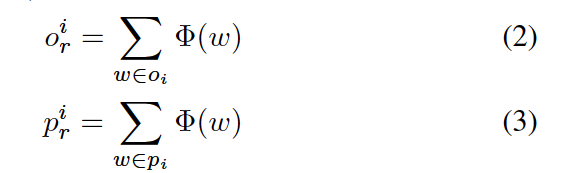 $o_r^i = \sum_{w \in o_i} \Phi(w)$ (2)
$p_r^i = \sum_{w \in p_i} \Phi(w)$ (3)